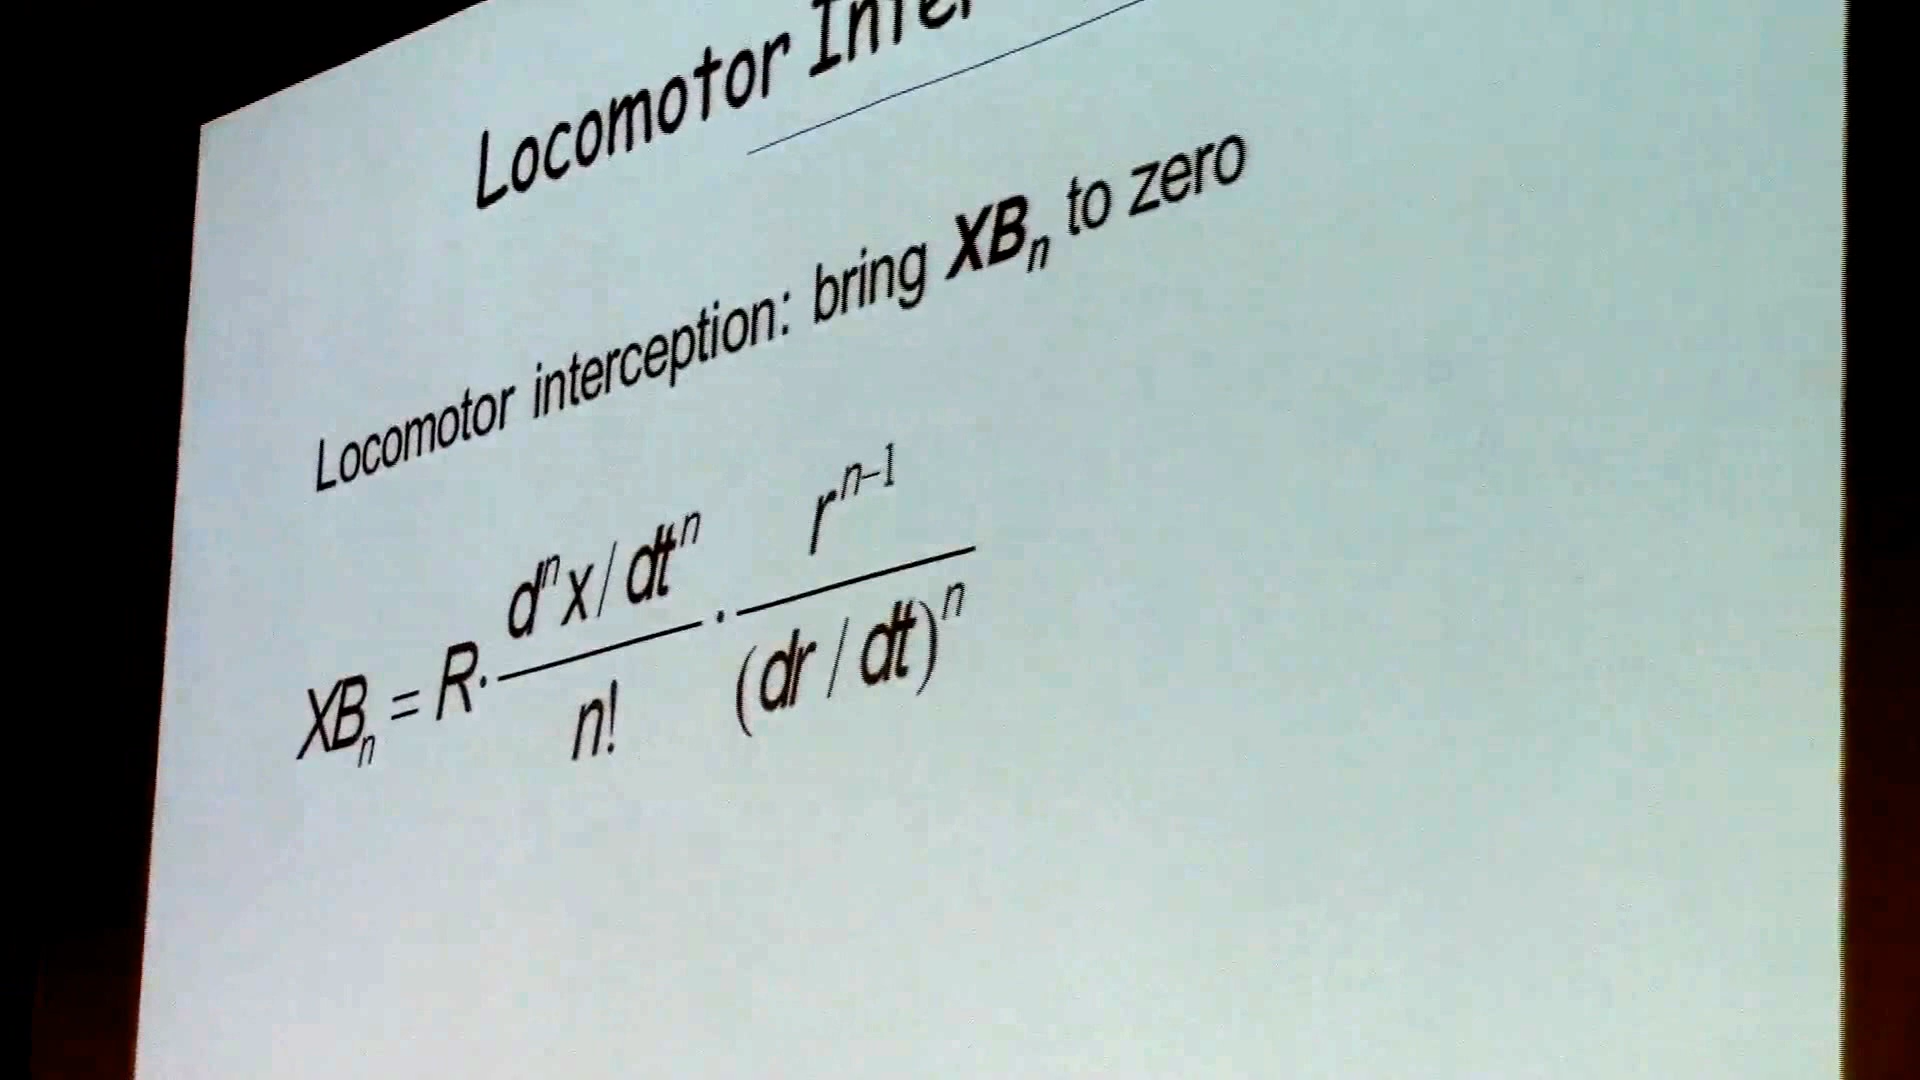 Locomotor
Locomotor interception: bring XBₙ to zero
XBₙ = R · (dⁿx / dtⁿ) / n! · rⁿ⁻¹ / (dr / dt)ⁿ